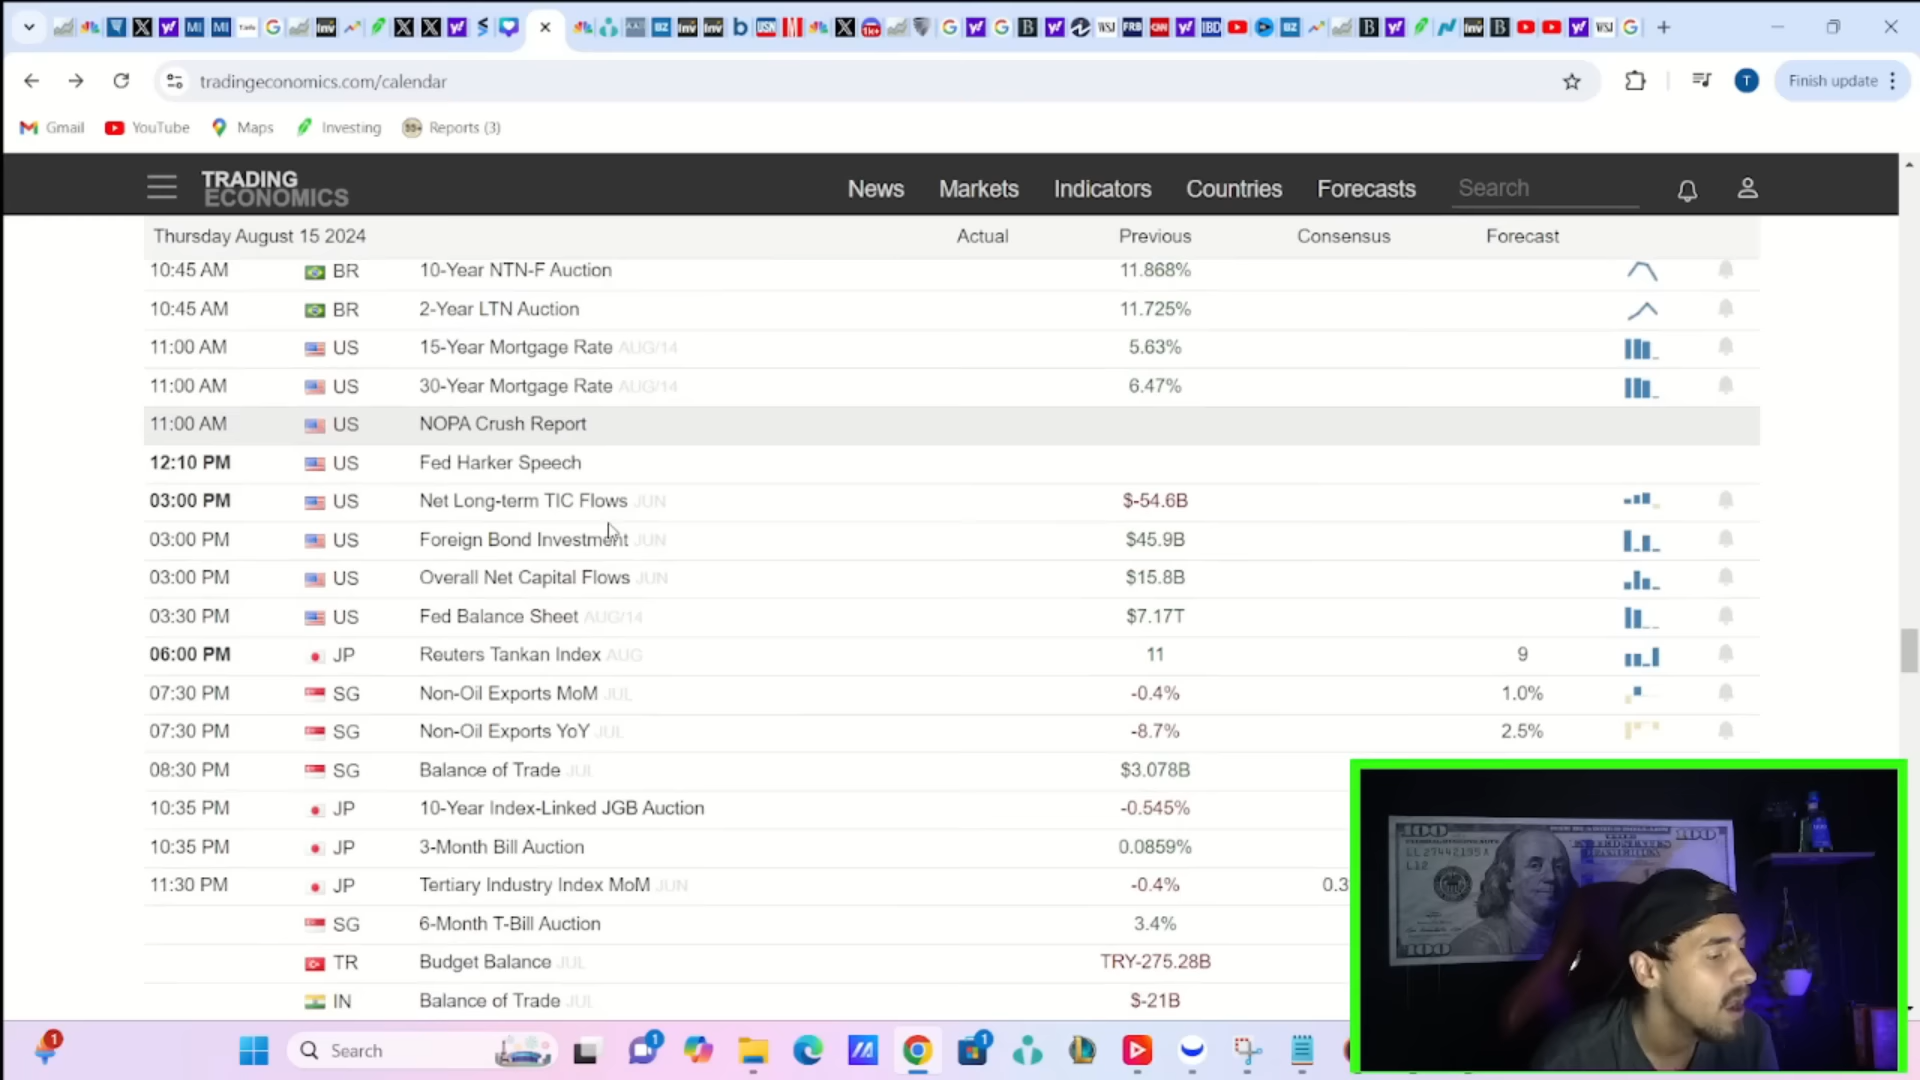 tradingeconomics.com/calendar
Finish update
Gmail YouTube Maps Investing Reports (3)
TRADING
ECONOMICS
News Markets Indicators Countries Forecasts Search
Thursday August 15 2024 Actual Previous Consensus Forecast
10:45 AM BR 10-Year NTN-F Auction 11.868%
10:45 AM BR 2-Year LTN Auction 11.725%
11:00 AM US 15-Year Mortgage Rate AUG/14 5.63%
11:00 AM US 30-Year Mortgage Rate AUG/14 6.47%
11:00 AM US NOPA Crush Report
12:10 PM US Fed Harker Speech
03:00 PM US Net Long-term TIC Flows JUN $-54.6B
03:00 PM US Foreign Bond Investment JUN $45.9B
03:00 PM US Overall Net Capital Flows JUN $15.8B
03:30 PM US Fed Balance Sheet AUG/14 $7.17T
06:00 PM JP Reuters Tankan Index AUG 11 9
07:30 PM SG Non-Oil Exports MoM JUL -0.4% 1.0%
07:30 PM SG Non-Oil Exports YoY JUL -8.7% 2.5%
08:30 PM SG Balance of Trade JUL $3.078B
10:35 PM JP 10-Year Index-Linked JGB Auction -0.545%
10:35 PM JP 3-Month Bill Auction 0.0859%
11:30 PM JP Tertiary Industry Index MoM JUN -0.4% 0.3
SG 6-Month T-Bill Auction 3.4%
TR Budget Balance JUL TRY-275.28B
IN Balance of Trade JUL $-21B
Search